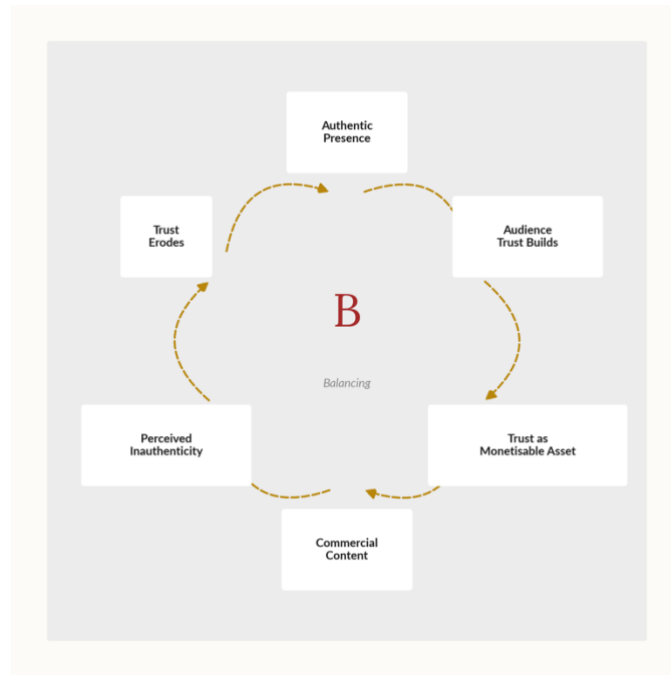 Authentic
Presence
Trust
Erodes
Audience
Trust Builds
B
Balancing
Perceived
Inauthenticity
Trust as
Monetisable Asset
Commercial
Content